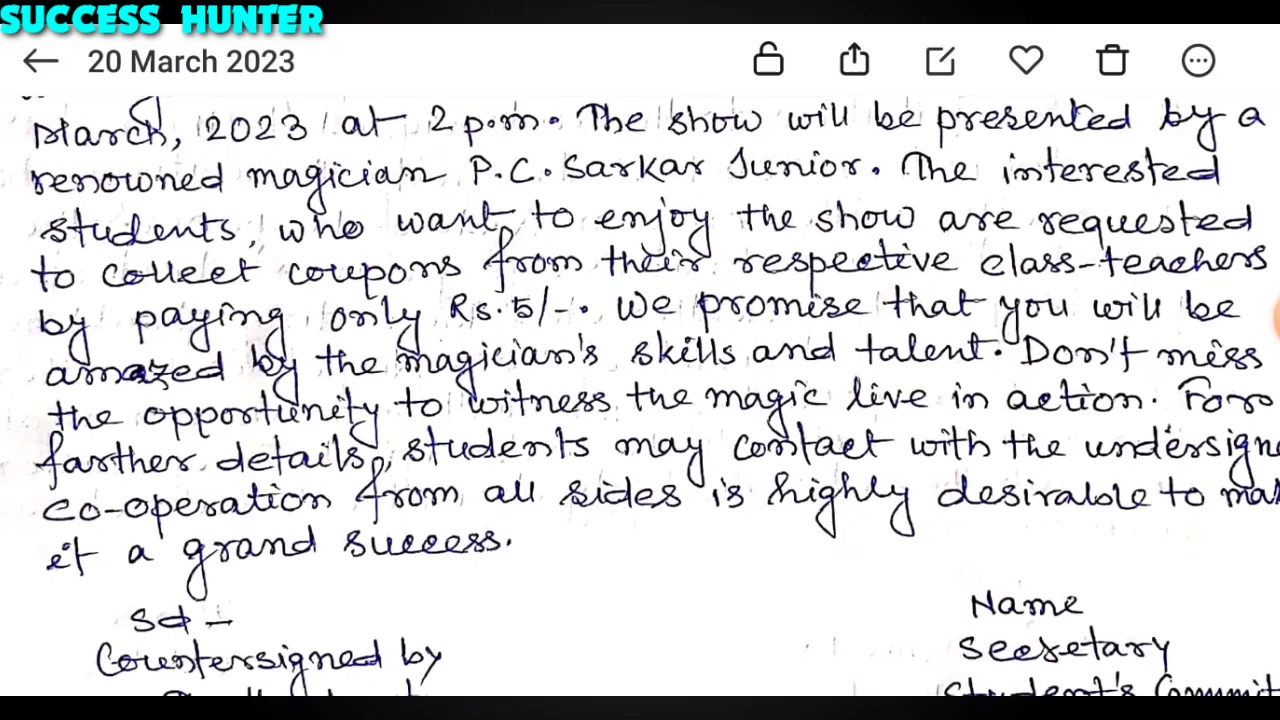 SUCCESS HUNTER
20 March 2023
March, 2023 at 2 p.m. The show will be presented by a
renowned magician P.C. Sarkar Junior. The interested
students, who want to enjoy the show are requested
to collect coupons from their respective class-teachers
by paying only Rs. 5/-. We promise that you will be
amazed by the magician's skills and talent. Don't miss
the opportunity to witness the magic live in action. For
farther details, students may contact with the undersigne
co-operation from all sides is highly desirable to mak
it a grand success.
Sd -
Name
Countersigned by
Secretary
Student's Committ